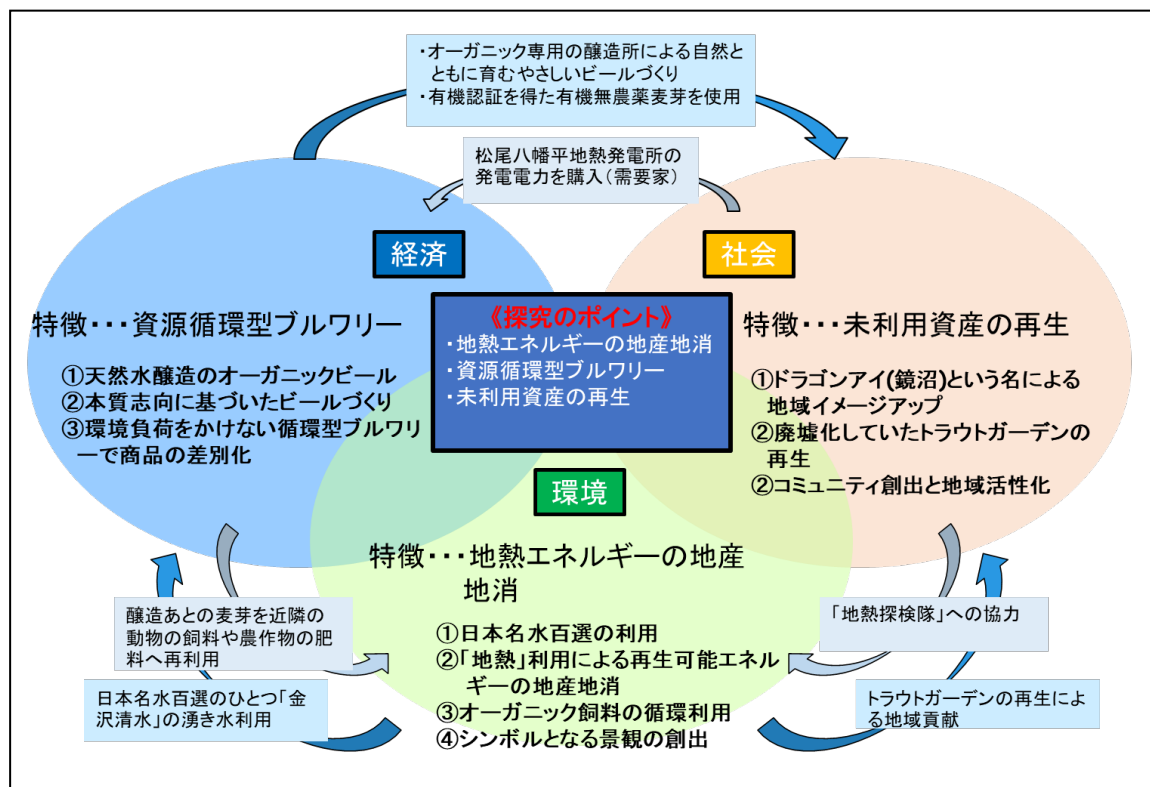 ・オーガニック専用の醸造所による自然と
ともに育むやさしいビールづくり
・有機認証を得た有機無農薬麦芽を使用
松尾八幡平地熱発電所の
発電電力を購入(需要家)
経済
社会
特徴・・・資源循環型ブルワリー
①天然水醸造のオーガニックビール
②本質志向に基づいたビールづくり
③環境負荷をかけない循環型ブルワリ
ーで商品の差別化
《探究のポイント》
・地熱エネルギーの地産地消
・資源循環型ブルワリー
・未利用資産の再生
特徴・・・未利用資産の再生
①ドラゴンアイ(鏡沼)という名による
地域イメージアップ
②廃墟化していたトラウトガーデンの
再生
②コミュニティ創出と地域活性化
環境
特徴・・・地熱エネルギーの地産
地消
①日本名水百選の利用
②「地熱」利用による再生可能エネル
ギーの地産地消
③オーガニック飼料の循環利用
④シンボルとなる景観の創出
醸造あとの麦芽を近隣の
動物の飼料や農作物の肥
料へ再利用
日本名水百選のひとつ「金
沢清水」の湧き水利用
「地熱探検隊」への協力
トラウトガーデンの再生によ
る地域貢献